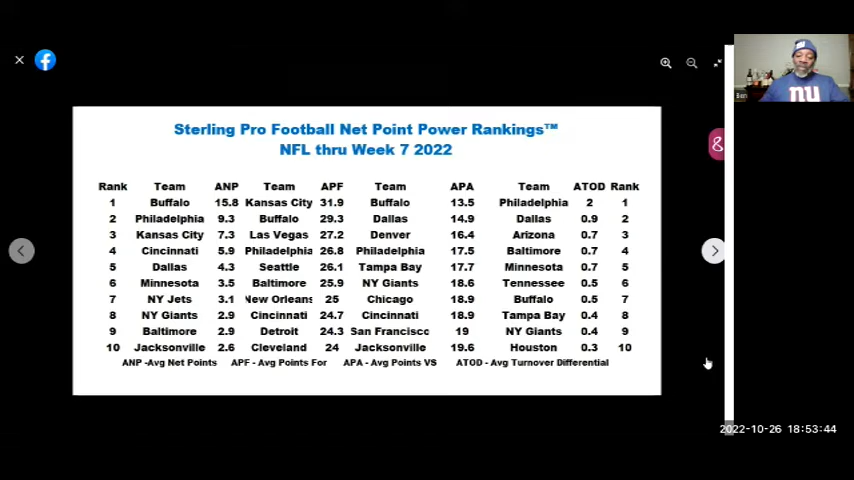 Sterling Pro Football Net Point Power Rankings™
NFL thru Week 7 2022
Rank Team ANP Team APF Team APA Team ATOD Rank
1 Buffalo 15.8 Kansas City 31.9 Buffalo 13.5 Philadelphia 2 1
2 Philadelphia 9.3 Buffalo 29.3 Dallas 14.9 Dallas 0.9 2
3 Kansas City 7.3 Las Vegas 27.2 Denver 16.4 Arizona 0.7 3
4 Cincinnati 5.9 Philadelphia 26.8 Philadelphia 17.5 Baltimore 0.7 4
5 Dallas 4.3 Seattle 26.1 Tampa Bay 17.7 Minnesota 0.7 5
6 Minnesota 3.5 Baltimore 25.9 NY Giants 18.6 Tennessee 0.5 6
7 NY Jets 3.1 New Orleans 25 Chicago 18.9 Buffalo 0.5 7
8 NY Giants 2.9 Cincinnati 24.7 Cincinnati 18.9 Tampa Bay 0.4 8
9 Baltimore 2.9 Detroit 24.3 San Francisco 19 NY Giants 0.4 9
10 Jacksonville 2.6 Cleveland 24 Jacksonville 19.6 Houston 0.3 10
ANP -Avg Net Points APF - Avg Points For APA - Avg Points VS ATOD - Avg Turnover Differential
ny
2022-10-26 18:53:44